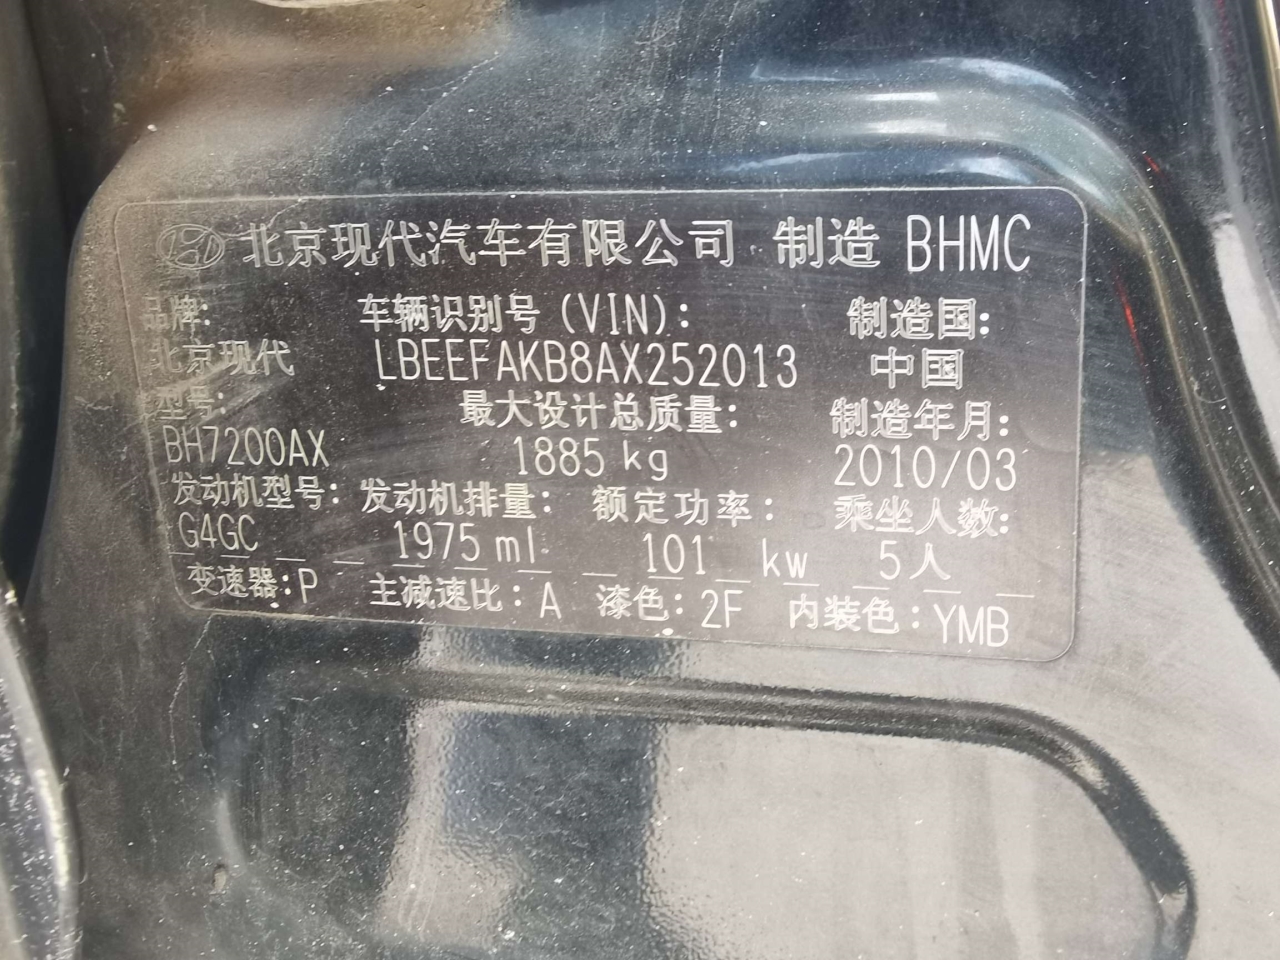 北京现代汽车有限公司 制造 BHMC
品牌: 车辆识别号 (VIN): 制造国:
北京现代 LBEEFAKB8AX252013 中国
型号: 最大设计总质量: 制造年月:
BH7200AX 1885 kg 2010/03
发动机型号: 发动机排量: 额定功率: 乘坐人数:
G4GC 1975 ml 101 kw 5人
变速器:P 主减速比:A 漆色:2F 内装色:YMB